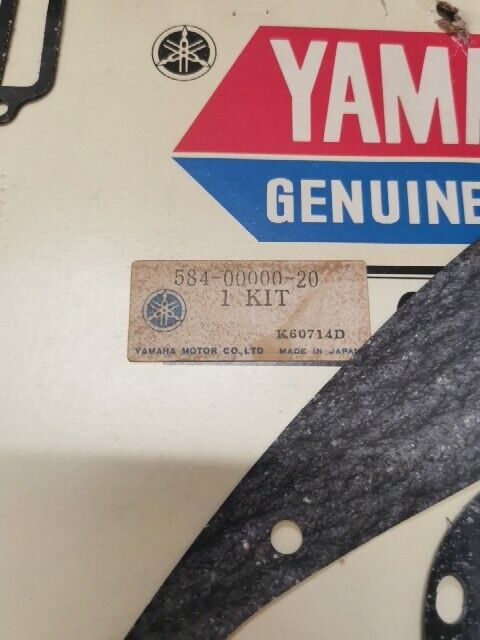 YAM
GENUINE
584-00000-20
1 KIT
K60714D
YAMAHA MOTOR CO., LTD MADE IN JAPAN